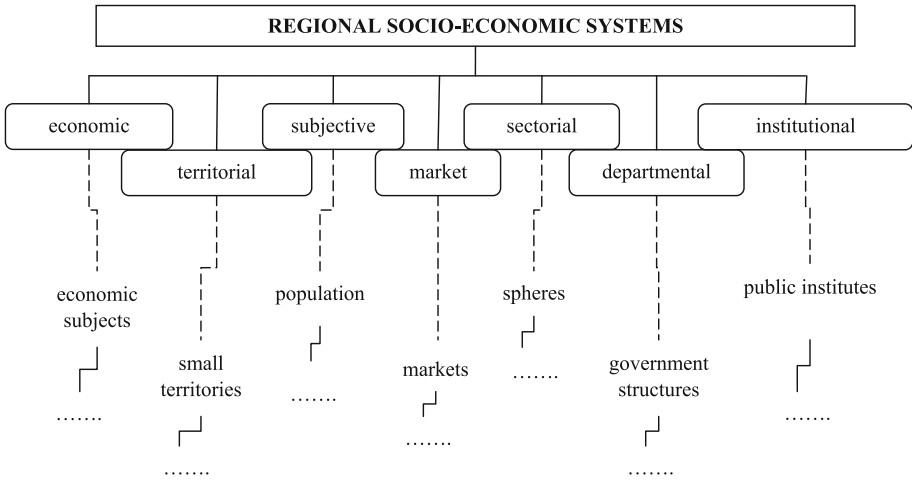 REGIONAL SOCIO-ECONOMIC SYSTEMS
economic
subjective
sectorial
institutional
territorial
market
departmental
economic
subjects
population
spheres
public institutes
small
territories
markets
government
structures
.......
.......
.......
.......
.......
.......
.......